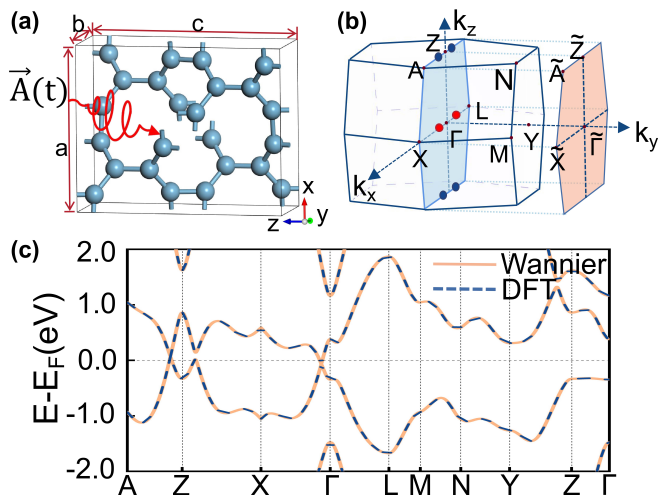 (a)
b
c
A(t)
a
x
z
y
(b)
k_z
Z
A
N
L
Γ
Y
X
M
k_x
k_y
Z̃
Ã
X̃
Γ̃
(c)
E-E_F(eV)
2.0
1.0
0.0
-1.0
-2.0
Wannier
DFT
A Z X Γ L M N Y Z Γ